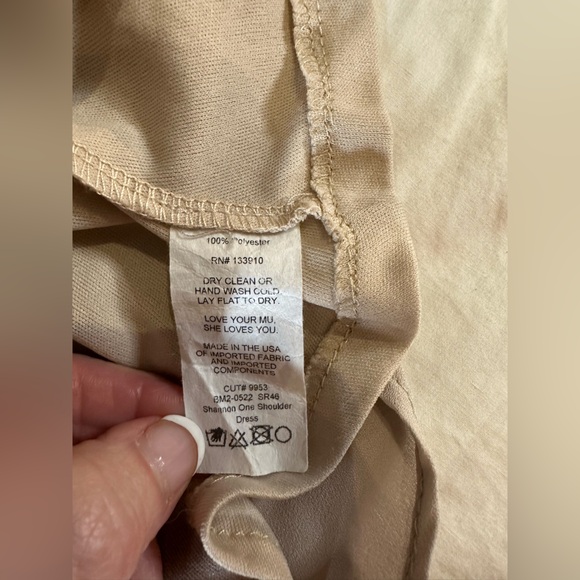 100% Polyester
RN# 133910
DRY CLEAN OR
HAND WASH COLD.
LAY FLAT TO DRY.
LOVE YOUR MU,
SHE LOVES YOU.
MADE IN THE USA
OF IMPORTED FABRIC
AND IMPORTED
COMPONENTS
CUT# 9953
BM2-0522 SR46
Shannon One Shoulder
Dress